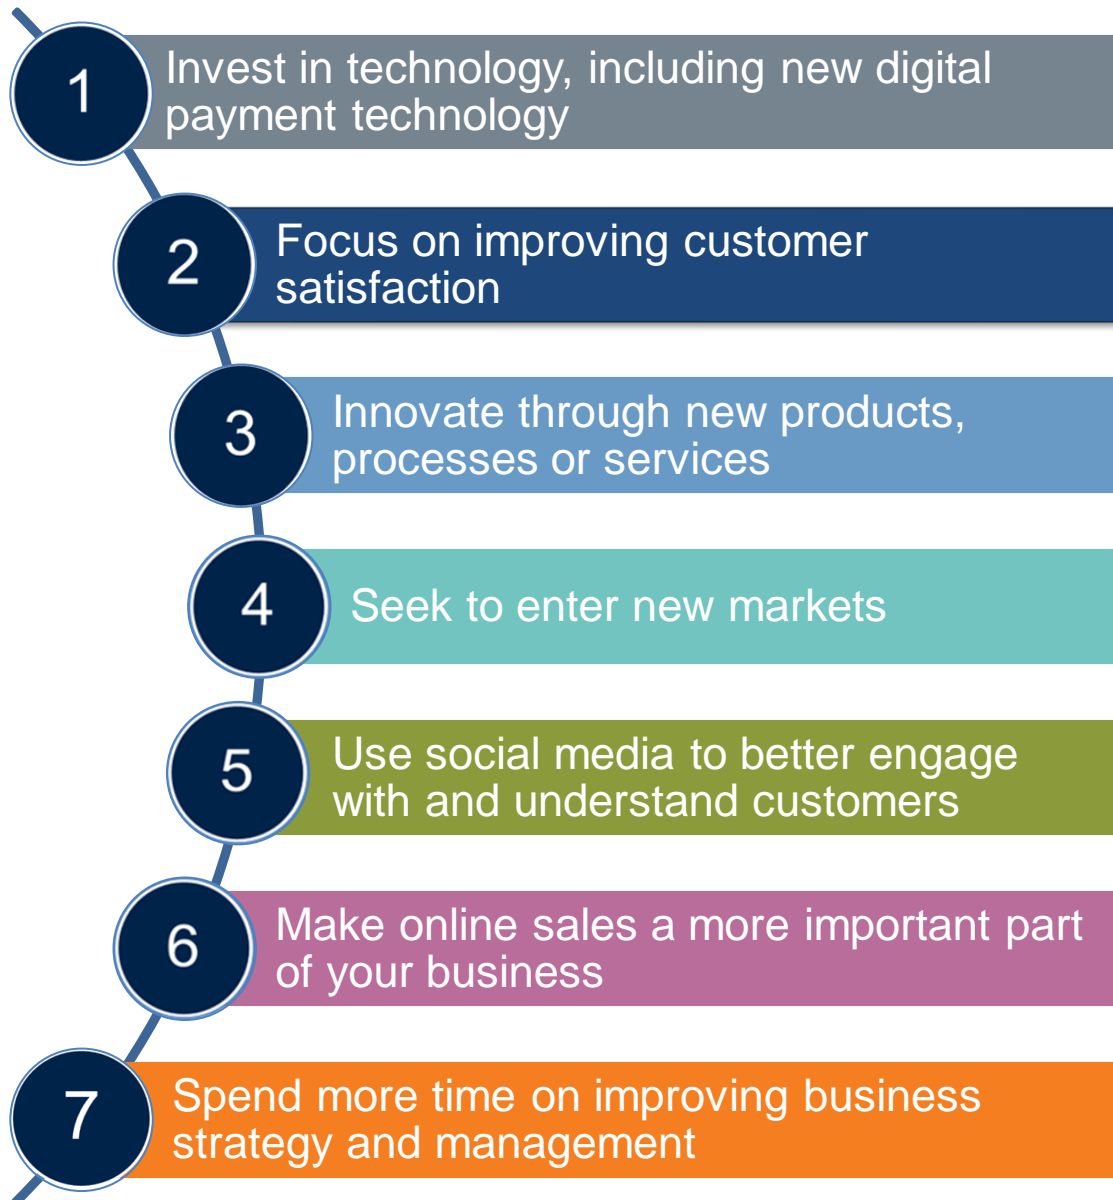 1
Invest in technology, including new digital
payment technology
2
Focus on improving customer
satisfaction
3
Innovate through new products,
processes or services
4
Seek to enter new markets
5
Use social media to better engage
with and understand customers
6
Make online sales a more important part
of your business
7
Spend more time on improving business
strategy and management